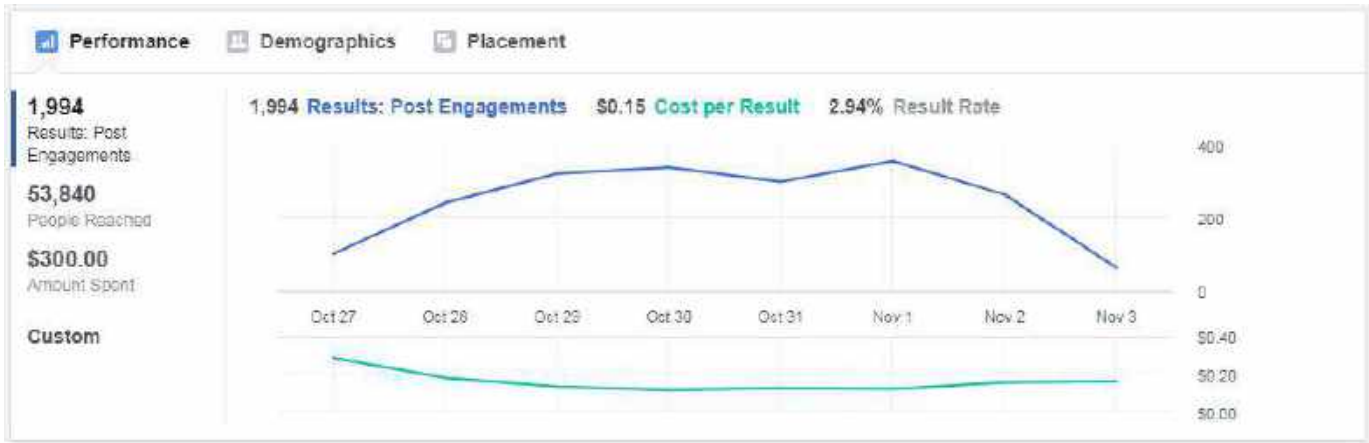 Performance Demographics Placement
1,994
Results: Post
Engagements
53,840
People Reached
$300.00
Amount Spent
Custom
1,994 Results: Post Engagements $0.15 Cost per Result 2.94% Result Rate
400
200
0
Oct 27 Oct 28 Oct 29 Oct 30 Oct 31 Nov 1 Nov 2 Nov 3
$0.40
$0.20
$0.00